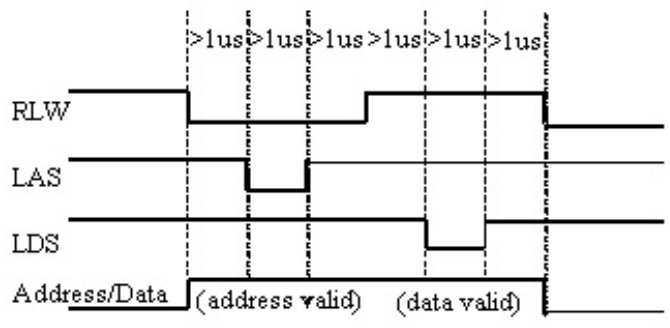 >1us >1us >1us >1us >1us >1us
RLW
LAS
LDS
Address/Data (address valid) (data valid)